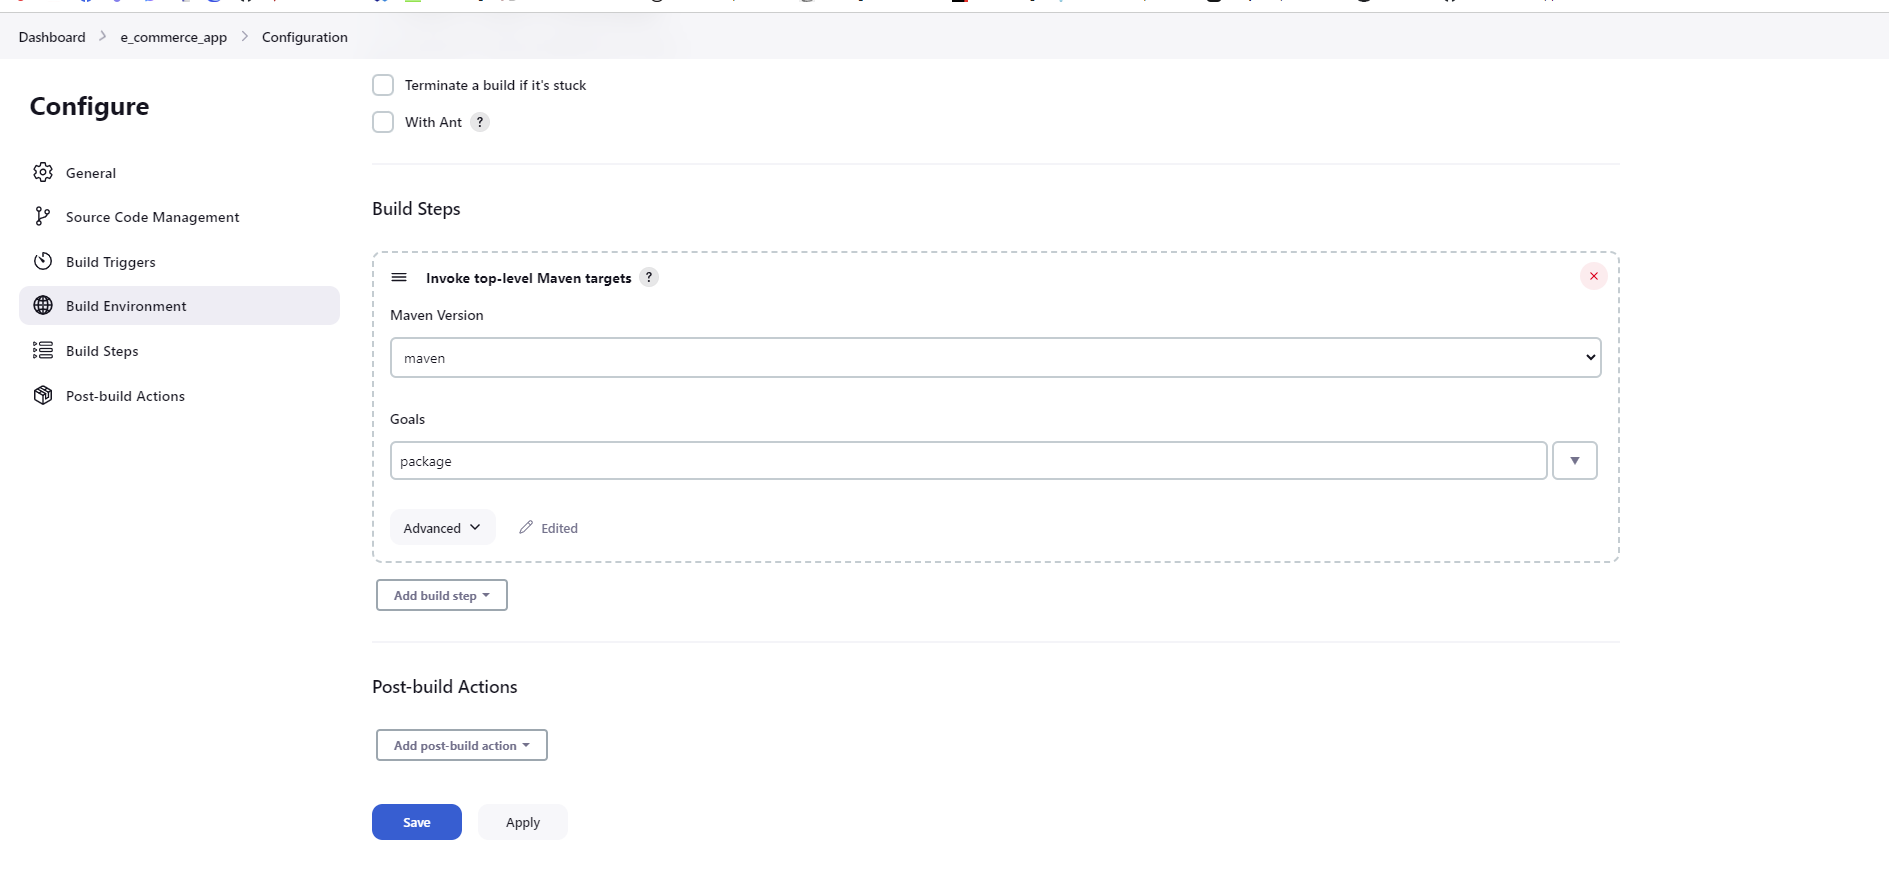 Dashboard > e_commerce_app > Configuration
Configure
General
Source Code Management
Build Triggers
Build Environment
Build Steps
Post-build Actions
Terminate a build if it's stuck
With Ant ?
Build Steps
Invoke top-level Maven targets ?
Maven Version
maven
Goals
package
Advanced
Edited
Add build step
Post-build Actions
Add post-build action
Save
Apply